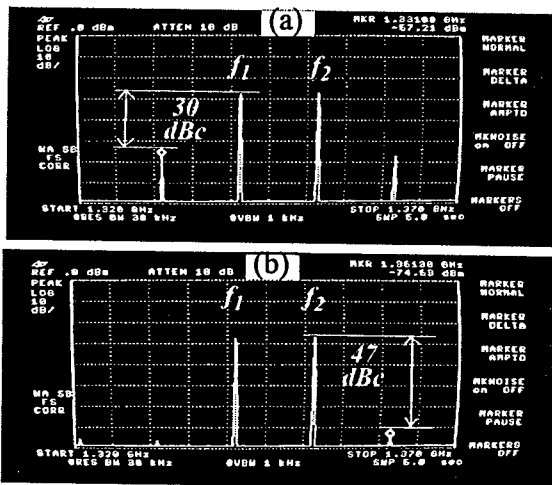 (a)
REF .0 dBm ATTEN 10 dB
MKR 1.33100 GHz
-57.21 dBm
PEAK
LOG
10
dB/
f1 f2
30
dBc
WA SB
FS
CORR
START 1.320 GHz STOP 1.370 GHz
@RES BW 30 kHz @VBW 1 kHz SWP 5.0 sec
MARKER
NORMAL
MARKER
DELTA
MARKER
AMPTD
MKNOISE
on OFF
MARKER
PAUSE
MARKERS
OFF
(b)
REF .0 dBm ATTEN 10 dB
MKR 1.36130 GHz
-74.63 dBm
PEAK
LOG
10
dB/
f1 f2
47
dBc
WA SB
FS
CORR
START 1.320 GHz STOP 1.370 GHz
@RES BW 30 kHz @VBW 1 kHz SWP 5.0 sec
MARKER
NORMAL
MARKER
DELTA
MARKER
AMPTD
MKNOISE
on OFF
MARKER
PAUSE
MARKERS
OFF